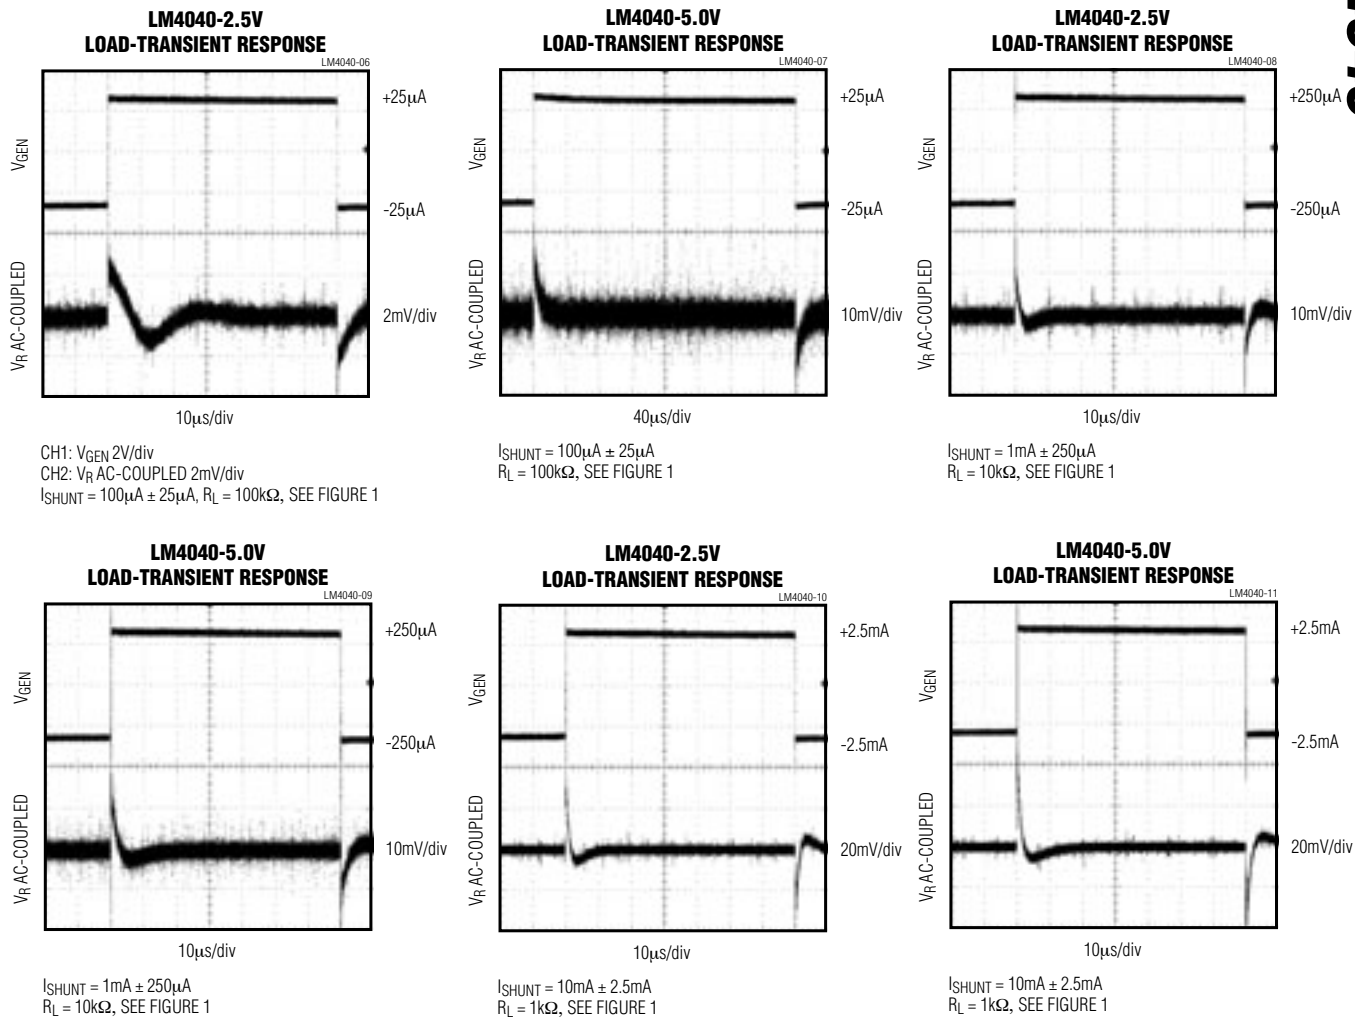 LM4040-2.5V
LOAD-TRANSIENT RESPONSE
LM4040-06
+25µA
VGEN
-25µA
VR AC-COUPLED
2mV/div
10µs/div
CH1: VGEN 2V/div
CH2: VR AC-COUPLED 2mV/div
ISHUNT = 100µA ± 25µA, RL = 100kΩ, SEE FIGURE 1
LM4040-5.0V
LOAD-TRANSIENT RESPONSE
LM4040-07
+25µA
VGEN
-25µA
VR AC-COUPLED
10mV/div
40µs/div
ISHUNT = 100µA ± 25µA
RL = 100kΩ, SEE FIGURE 1
LM4040-2.5V
LOAD-TRANSIENT RESPONSE
LM4040-08
+250µA
VGEN
-250µA
VR AC-COUPLED
10mV/div
10µs/div
ISHUNT = 1mA ± 250µA
RL = 10kΩ, SEE FIGURE 1
LM4040-5.0V
LOAD-TRANSIENT RESPONSE
LM4040-09
+250µA
VGEN
-250µA
VR AC-COUPLED
10mV/div
10µs/div
ISHUNT = 1mA ± 250µA
RL = 10kΩ, SEE FIGURE 1
LM4040-2.5V
LOAD-TRANSIENT RESPONSE
LM4040-10
+2.5mA
VGEN
-2.5mA
VR AC-COUPLED
20mV/div
10µs/div
ISHUNT = 10mA ± 2.5mA
RL = 1kΩ, SEE FIGURE 1
LM4040-5.0V
LOAD-TRANSIENT RESPONSE
LM4040-11
+2.5mA
VGEN
-2.5mA
VR AC-COUPLED
20mV/div
10µs/div
ISHUNT = 10mA ± 2.5mA
RL = 1kΩ, SEE FIGURE 1